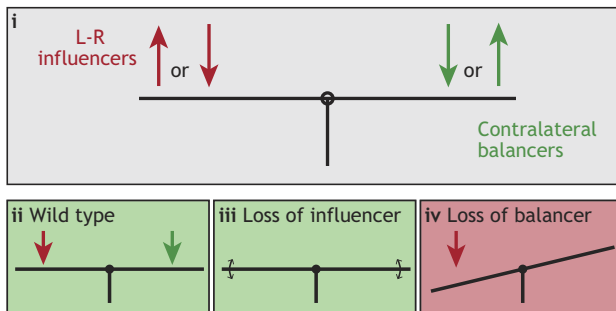 i
L-R
influencers
or
or
Contralateral
balancers
ii Wild type
iii Loss of influencer
iv Loss of balancer